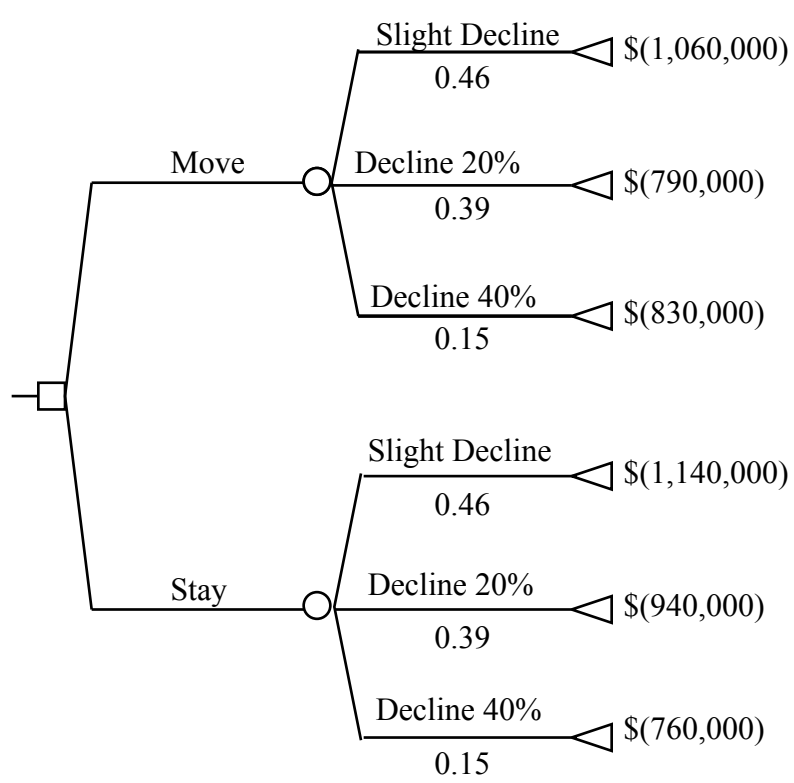 Slight Decline
$(1,060,000)
0.46
Move
Decline 20%
$(790,000)
0.39
Decline 40%
$(830,000)
0.15
Slight Decline
$(1,140,000)
0.46
Stay
Decline 20%
$(940,000)
0.39
Decline 40%
$(760,000)
0.15